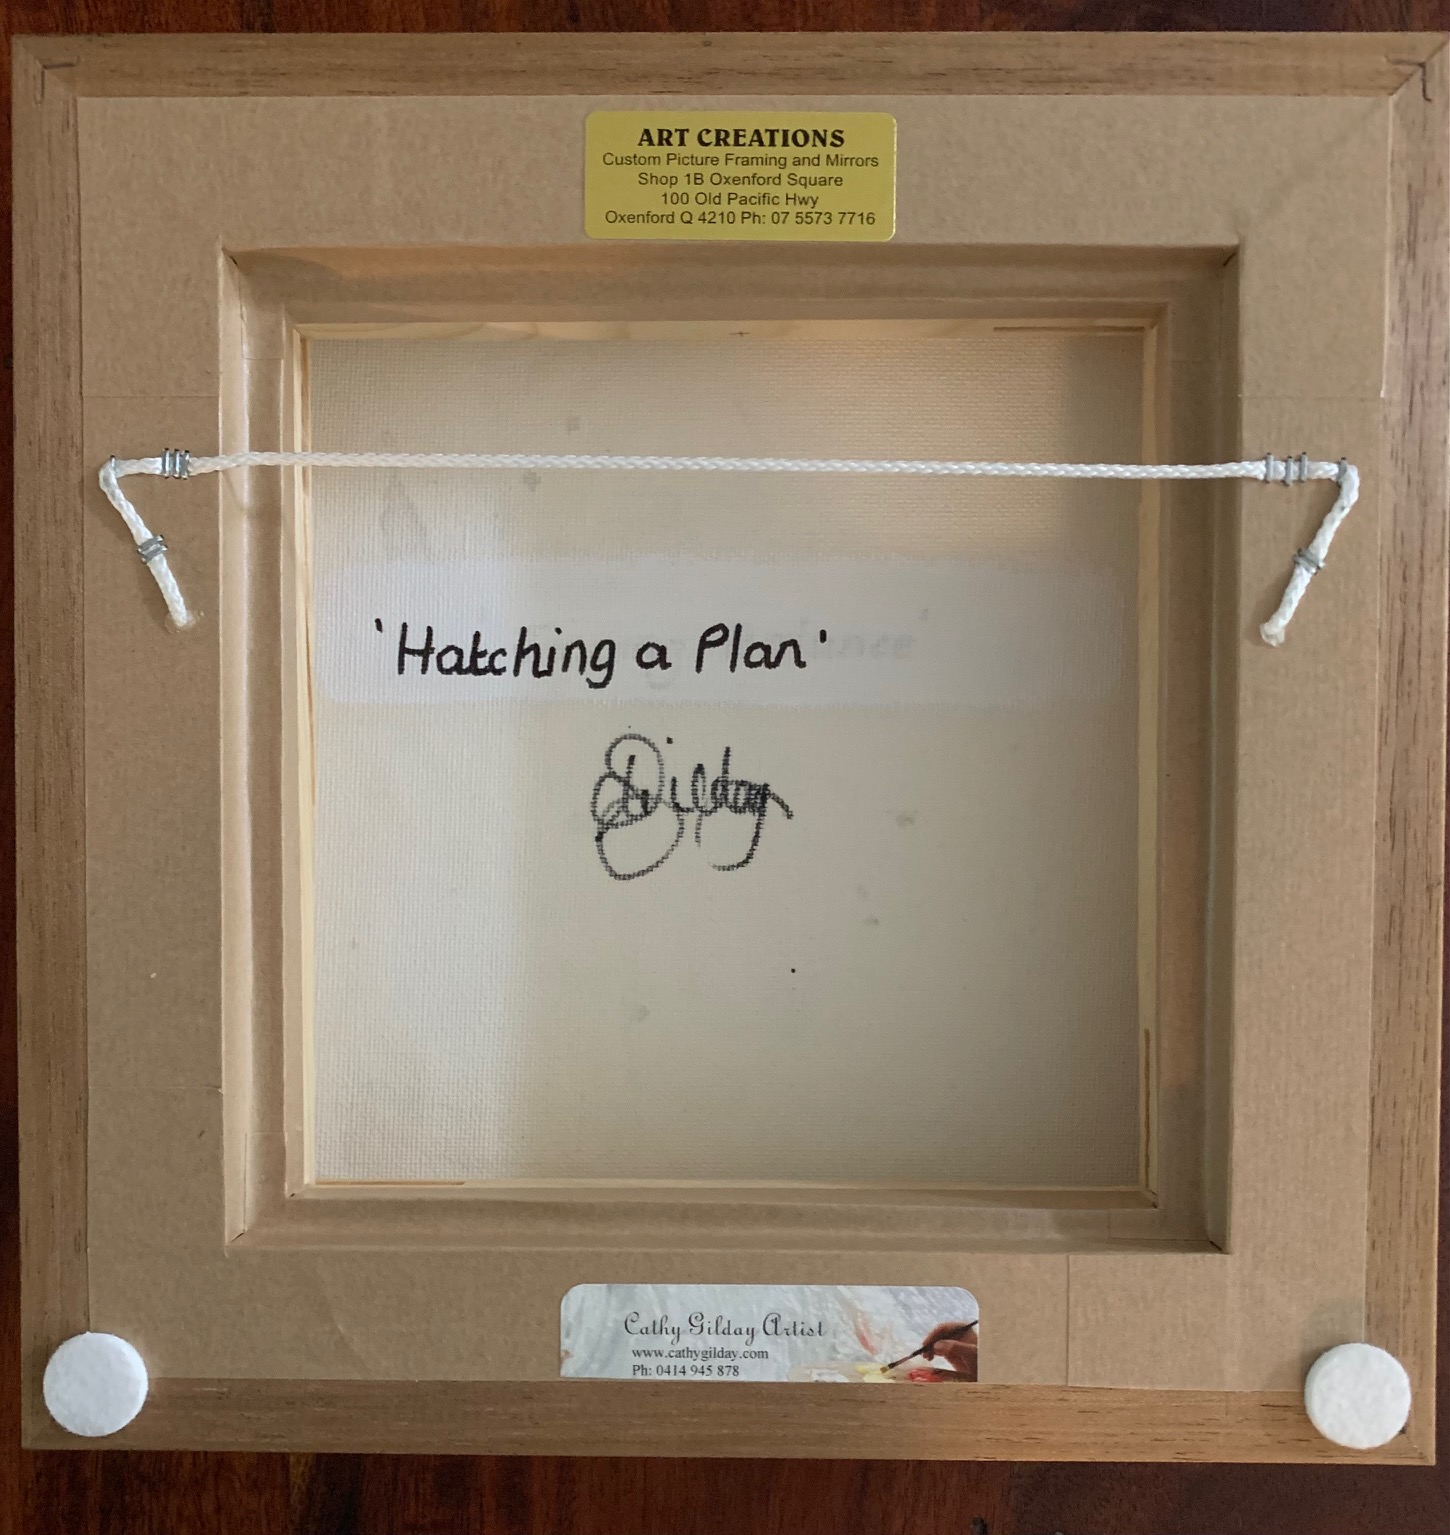 ART CREATIONS
Custom Picture Framing and Mirrors
Shop 1B Oxenford Square
100 Old Pacific Hwy
Oxenford Q 4210 Ph: 07 5573 7716
'Hatching a Plan'
Gilday
Cathy Gilday Artist
www.cathygilday.com
Ph: 0414 945 878